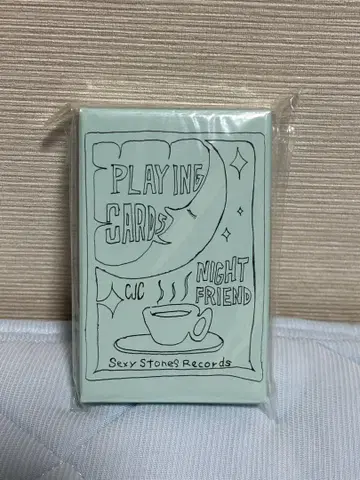 PLAYING
CARDS
CJC
NIGHT
FRIEND
Sexy Stones Records